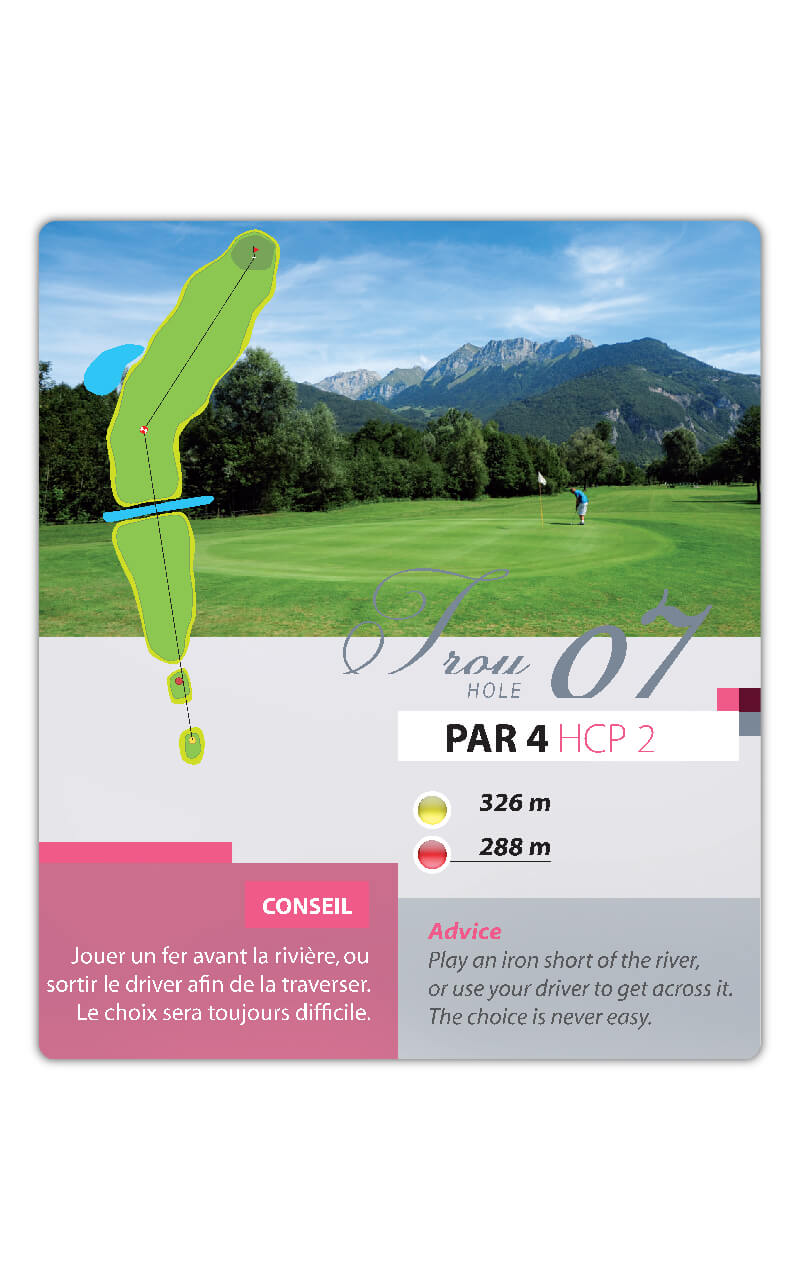 Trou 07
HOLE
PAR 4 HCP 2
326 m
288 m
CONSEIL
Jouer un fer avant la rivière, ou
sortir le driver afin de la traverser.
Le choix sera toujours difficile.
Advice
Play an iron short of the river,
or use your driver to get across it.
The choice is never easy.